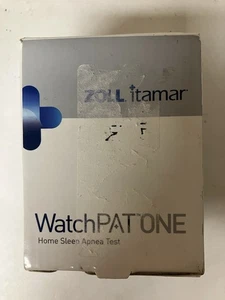 ZOLL itamar
WatchPAT ONE
Home Sleep Apnea Test